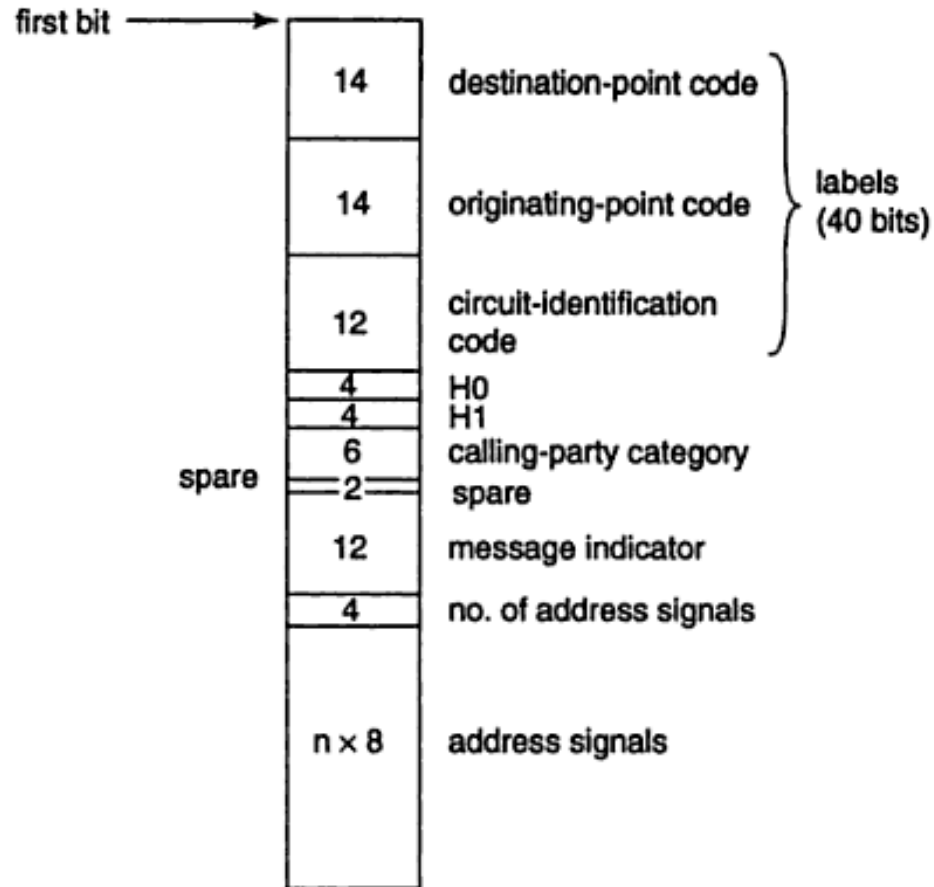 first bit
14 destination-point code
14 originating-point code
labels
(40 bits)
12 circuit-identification
code
4 H0
4 H1
6 calling-party category
spare 2 spare
12 message indicator
4 no. of address signals
n × 8 address signals